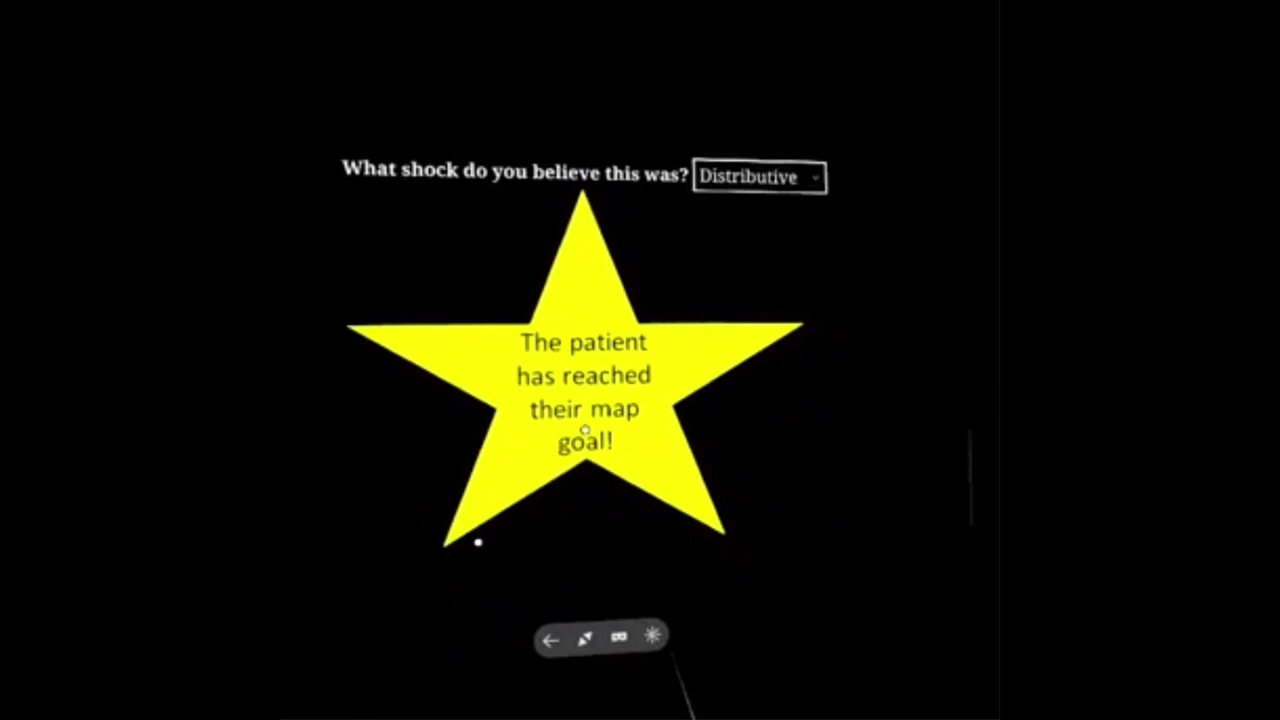 What shock do you believe this was? Distributive
The patient
has reached
their map
goal!